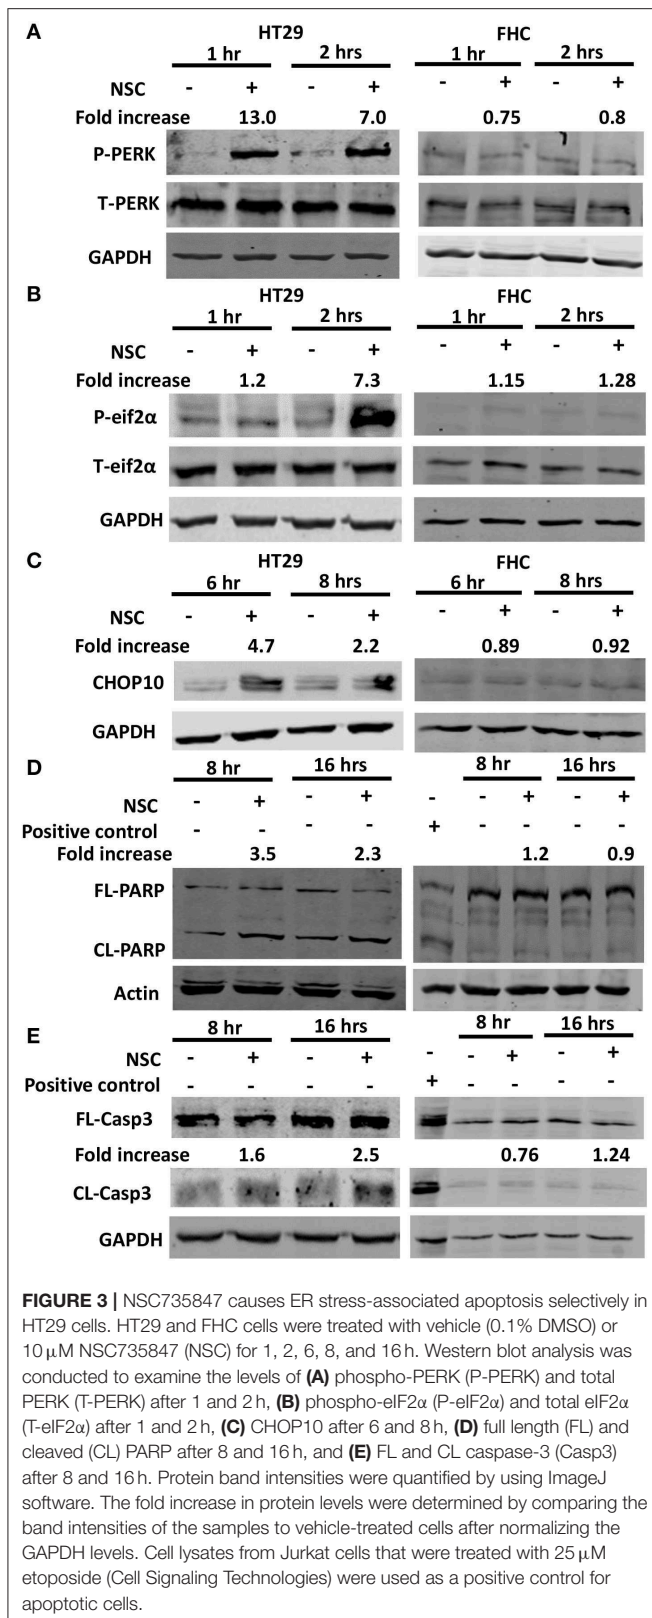 A
HT29 FHC
1 hr 2 hrs 1 hr 2 hrs
NSC - + - + - + - +
Fold increase 13.0 7.0 0.75 0.8
P-PERK
T-PERK
GAPDH
B
HT29 FHC
1 hr 2 hrs 1 hr 2 hrs
NSC - + - + - + - +
Fold increase 1.2 7.3 1.15 1.28
P-eif2α
T-eif2α
GAPDH
C
HT29 FHC
6 hr 8 hrs 6 hr 8 hrs
NSC - + - + - + - +
Fold increase 4.7 2.2 0.89 0.92
CHOP10
GAPDH
D
8 hr 16 hrs 8 hr 16 hrs
NSC - + - + - - + - +
Positive control - - - - + - - - -
Fold increase 3.5 2.3 1.2 0.9
FL-PARP
CL-PARP
Actin
E
8 hr 16 hrs 8 hr 16 hrs
NSC - + - + - - + - +
Positive control - - - - + - - - -
FL-Casp3
Fold increase 1.6 2.5 0.76 1.24
CL-Casp3
GAPDH
FIGURE 3 | NSC735847 causes ER stress-associated apoptosis selectively in
HT29 cells. HT29 and FHC cells were treated with vehicle (0.1% DMSO) or
10 μM NSC735847 (NSC) for 1, 2, 6, 8, and 16 h. Western blot analysis was
conducted to examine the levels of (A) phospho-PERK (P-PERK) and total
PERK (T-PERK) after 1 and 2 h, (B) phospho-eIF2α (P-eIF2α) and total eIF2α
(T-eIF2α) after 1 and 2 h, (C) CHOP10 after 6 and 8 h, (D) full length (FL) and
cleaved (CL) PARP after 8 and 16 h, and (E) FL and CL caspase-3 (Casp3)
after 8 and 16 h. Protein band intensities were quantified by using ImageJ
software. The fold increase in protein levels were determined by comparing the
band intensities of the samples to vehicle-treated cells after normalizing the
GAPDH levels. Cell lysates from Jurkat cells that were treated with 25 μM
etoposide (Cell Signaling Technologies) were used as a positive control for
apoptotic cells.